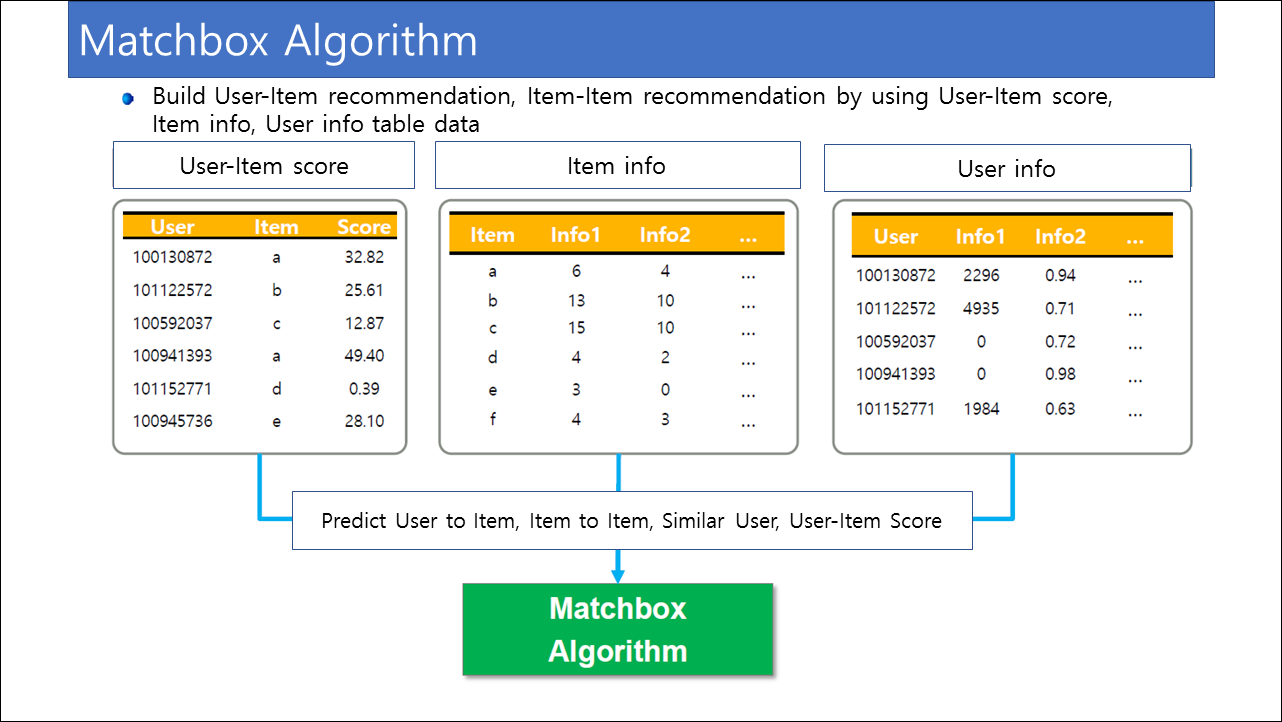 Matchbox Algorithm
Build User-Item recommendation, Item-Item recommendation by using User-Item score,
Item info, User info table data
User-Item score
User Item Score
100130872 a 32.82
101122572 b 25.61
100592037 c 12.87
100941393 a 49.40
101152771 d 0.39
100945736 e 28.10
Item info
Item Info1 Info2 ...
a 6 4 ...
b 13 10 ...
c 15 10 ...
d 4 2 ...
e 3 0 ...
f 4 3 ...
User info
User Info1 Info2 ...
100130872 2296 0.94 ...
101122572 4935 0.71 ...
100592037 0 0.72 ...
100941393 0 0.98 ...
101152771 1984 0.63 ...
Predict User to Item, Item to Item, Similar User, User-Item Score
Matchbox
Algorithm